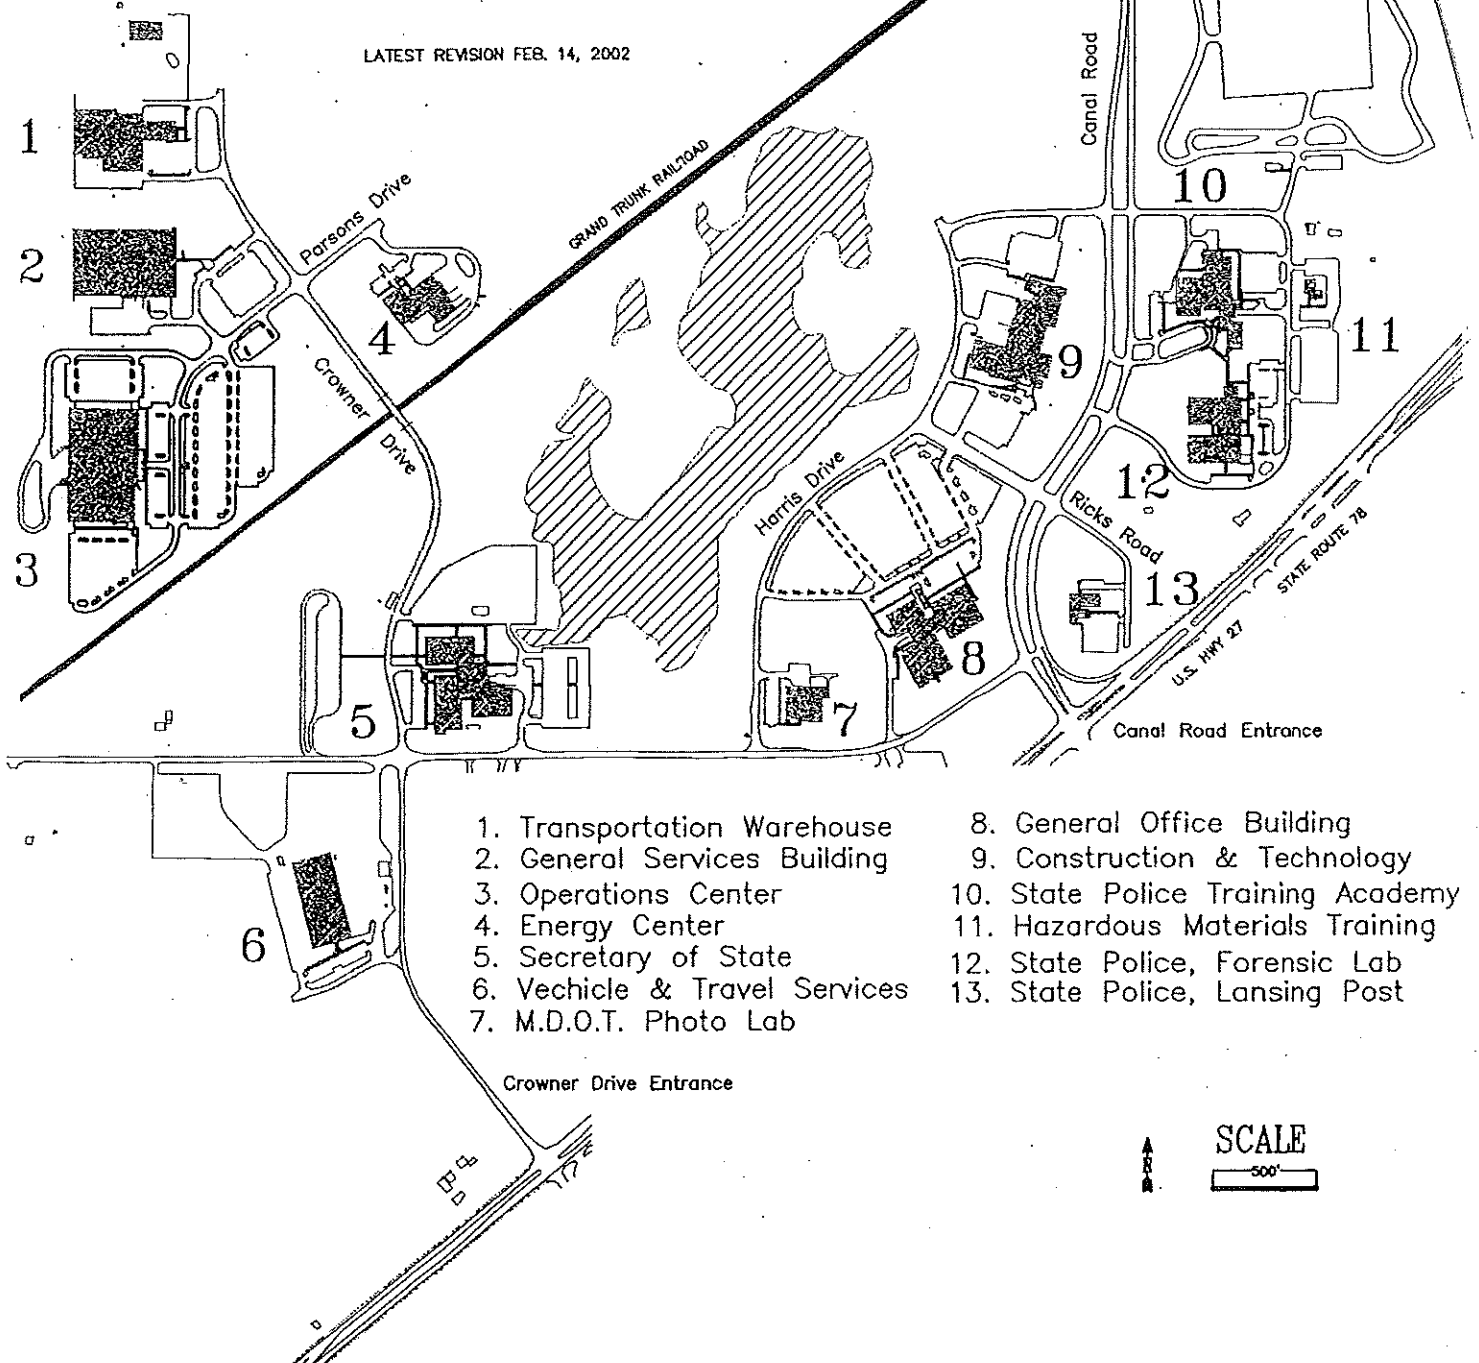 LATEST REVISION FEB. 14, 2002
Canal Road
1
GRAND TRUNK RAILROAD
Parsons Drive
10
2
4
9
11
Crowner
Drive
Harris Drive
12
Ricks Road
STATE ROUTE 78
3
13
U.S. HWY 27
8
5
7
Canal Road Entrance
6
1. Transportation Warehouse
2. General Services Building
3. Operations Center
4. Energy Center
5. Secretary of State
6. Vechicle & Travel Services
7. M.D.O.T. Photo Lab
8. General Office Building
9. Construction & Technology
10. State Police Training Academy
11. Hazardous Materials Training
12. State Police, Forensic Lab
13. State Police, Lansing Post
Crowner Drive Entrance
SCALE
500'